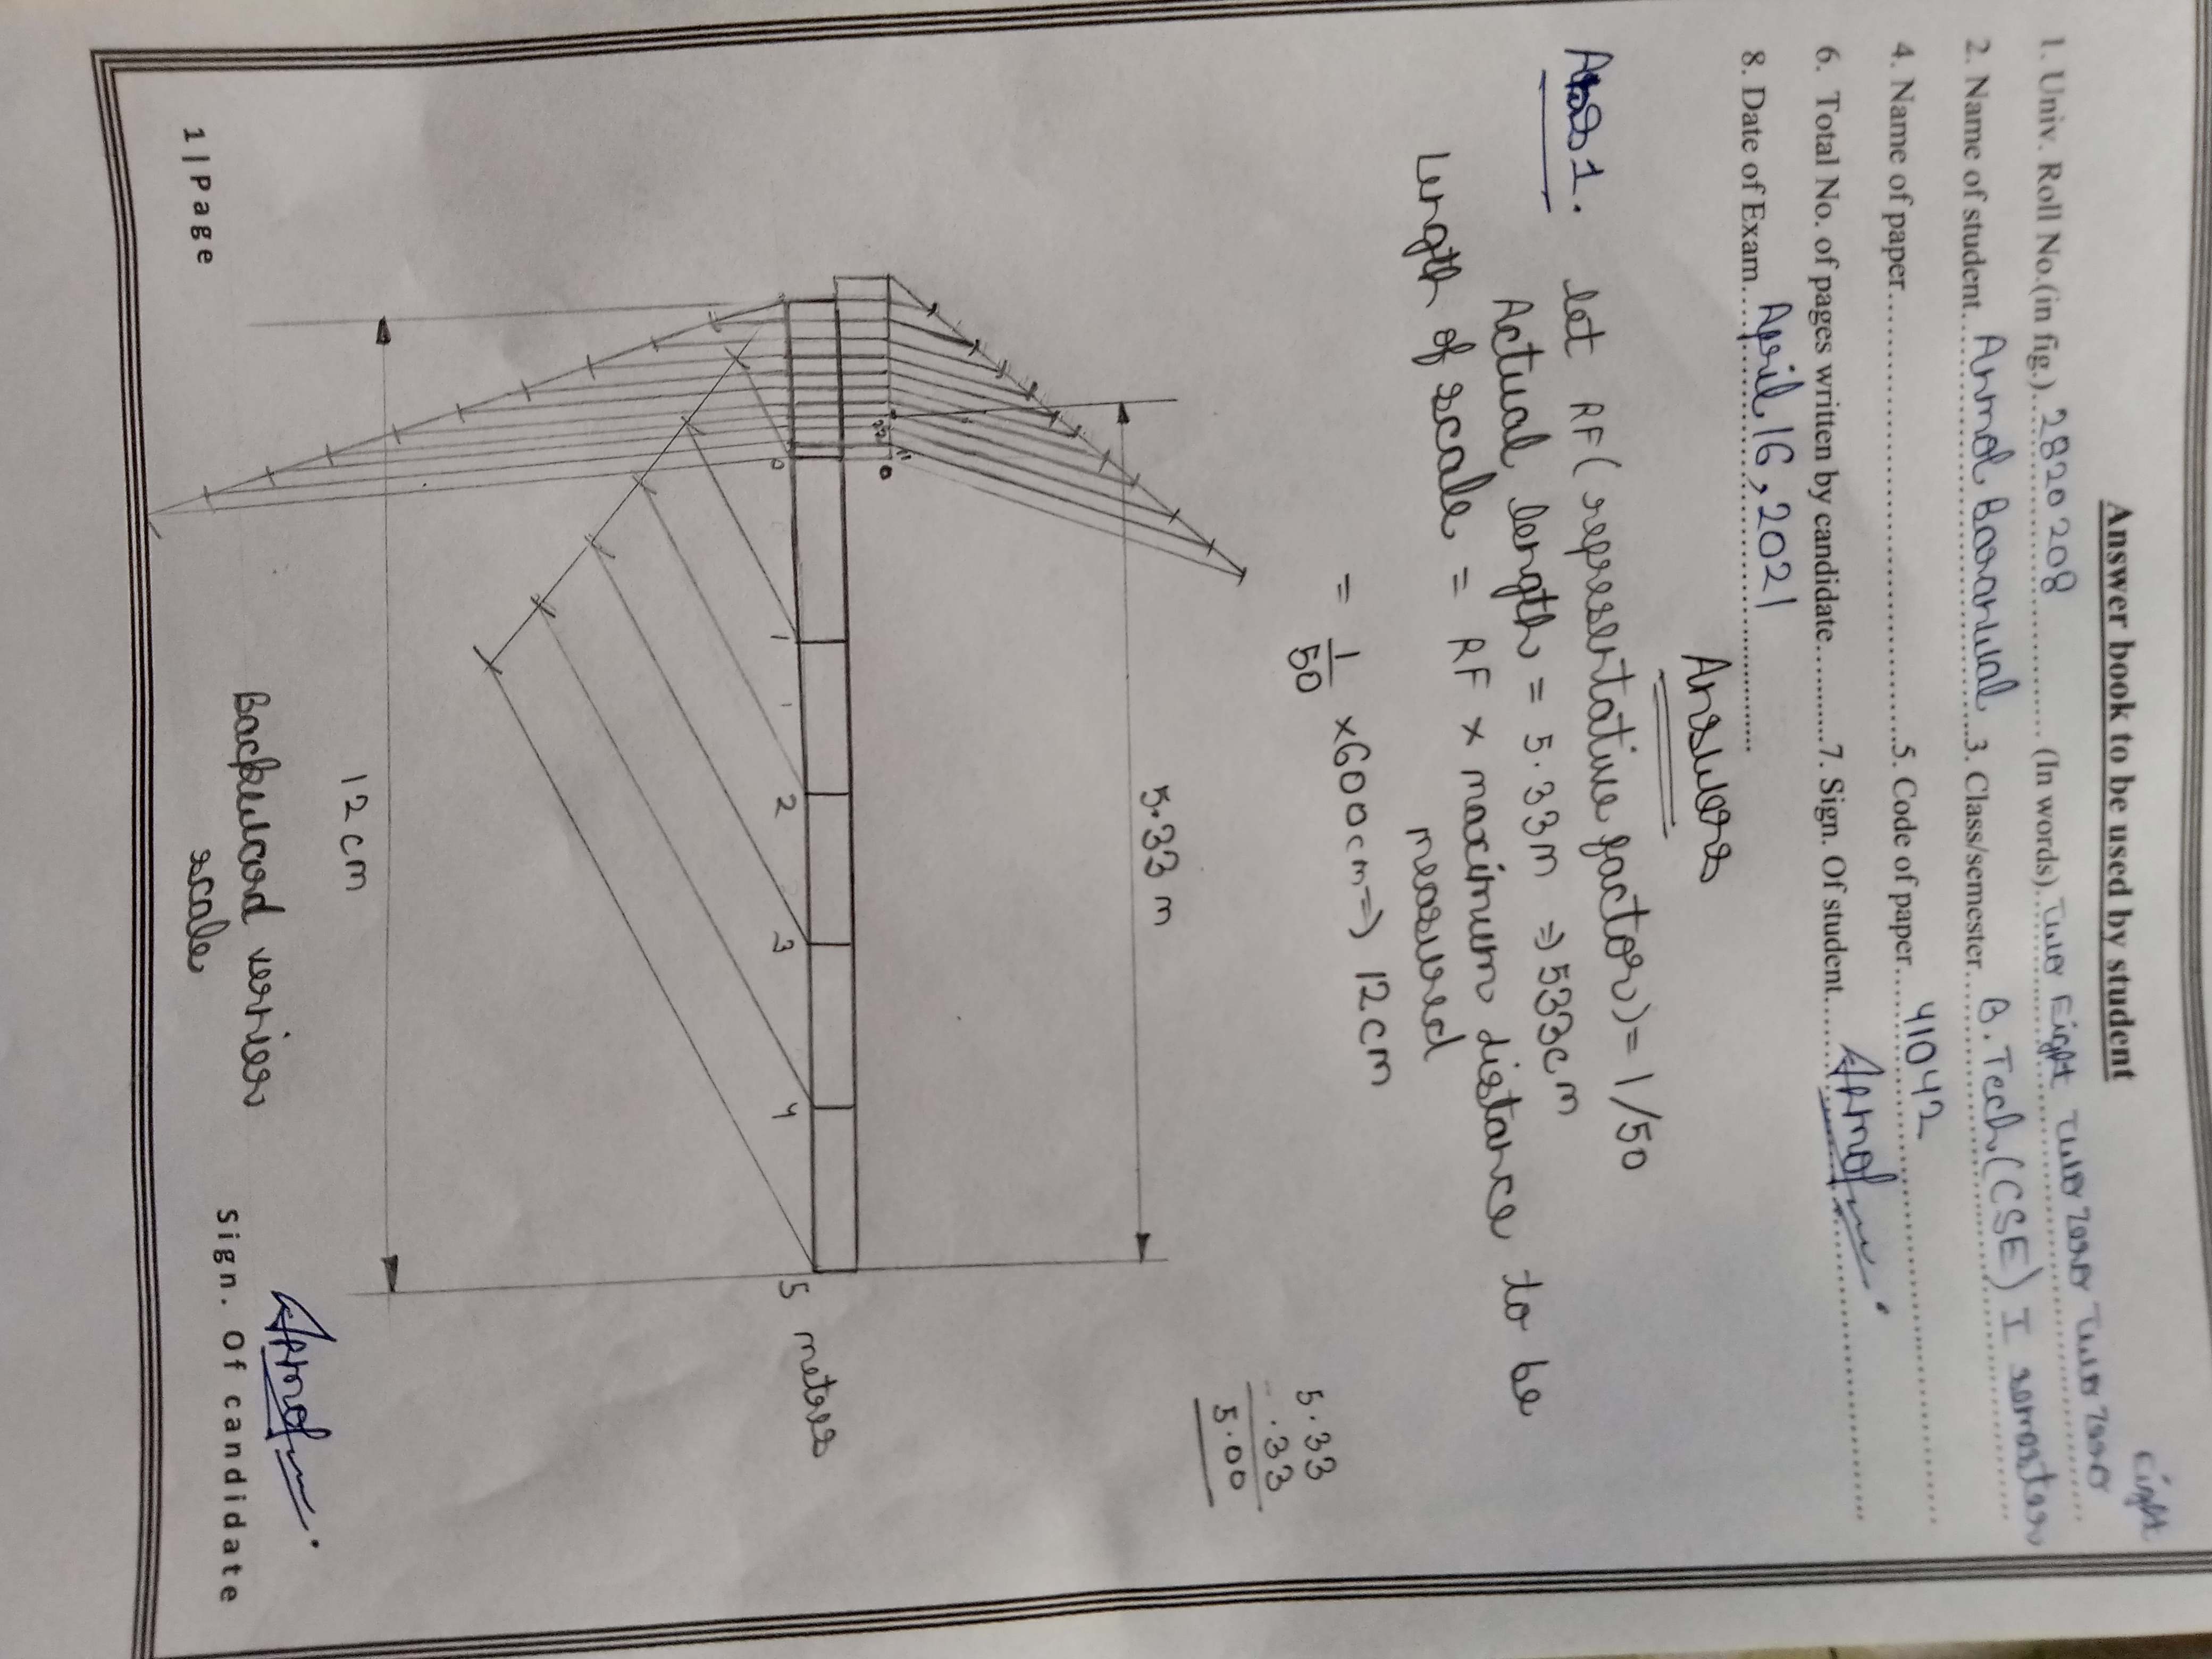 Answer book to be used by student
Eight
1. Univ. Roll No.(in fig.)...2820208............ (In words)...Two Eight Two Zero Two Zero
2. Name of student...Anmol Baranwal...3. Class/semester...B.Tech(CSE) I semester
4. Name of paper..............................5. Code of paper...41042............
6. Total No. of pages written by candidate..........7. Sign. Of student...Anmol
8. Date of Exam...April 16, 2021............
Answers
Ans 1. let RF (representative factor) = 1/50
Actual length = 5.33m ⇒ 533cm
Length of scale = RF × maximum distance to be
measured
= 1/50 × 600cm ⇒ 12cm
5.33
- .33
5.00
5.33 m
11
0
0 1 2 3 4 5 meters
12 cm
Backward vernier
scale
Anmol
1 | Page
Sign. Of candidate